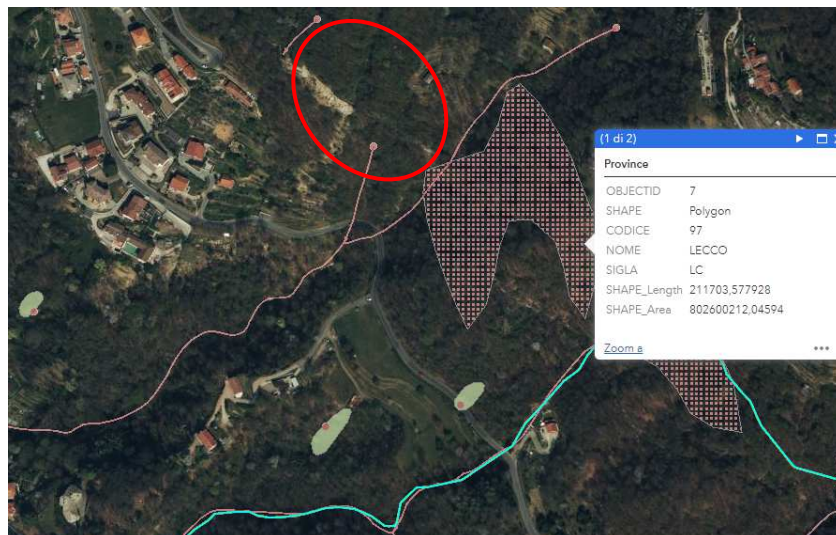 (1 di 2)
Province
OBJECTID 7
SHAPE Polygon
CODICE 97
NOME LECCO
SIGLA LC
SHAPE_Length 211703,577928
SHAPE_Area 802600212,04594
Zoom a